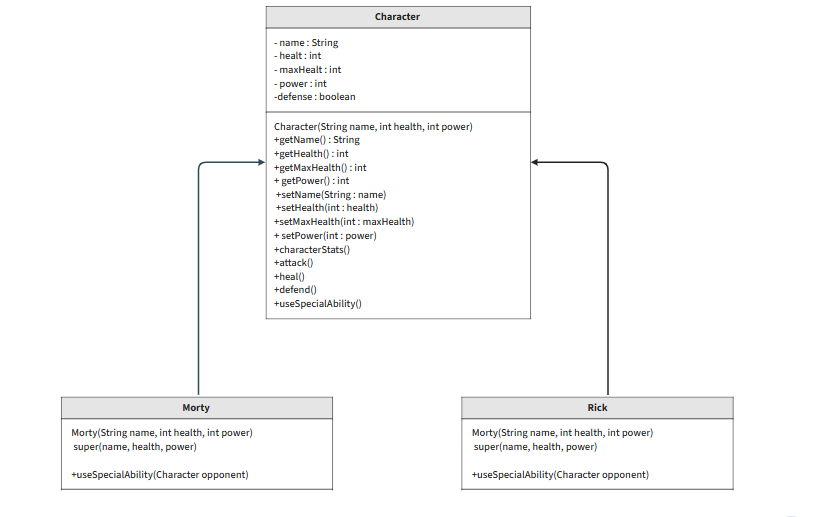 Character
- name : String
- healt : int
- maxHealt : int
- power : int
-defense : boolean
Character(String name, int health, int power)
+getName() : String
+getHealth() : int
+getMaxHealth() : int
+ getPower() : int
+setName(String : name)
+setHealth(int : health)
+setMaxHealth(int : maxHealth)
+ setPower(int : power)
+characterStats()
+attack()
+heal()
+defend()
+useSpecialAbility()
Morty
Morty(String name, int health, int power)
super(name, health, power)
+useSpecialAbility(Character opponent)
Rick
Morty(String name, int health, int power)
super(name, health, power)
+useSpecialAbility(Character opponent)